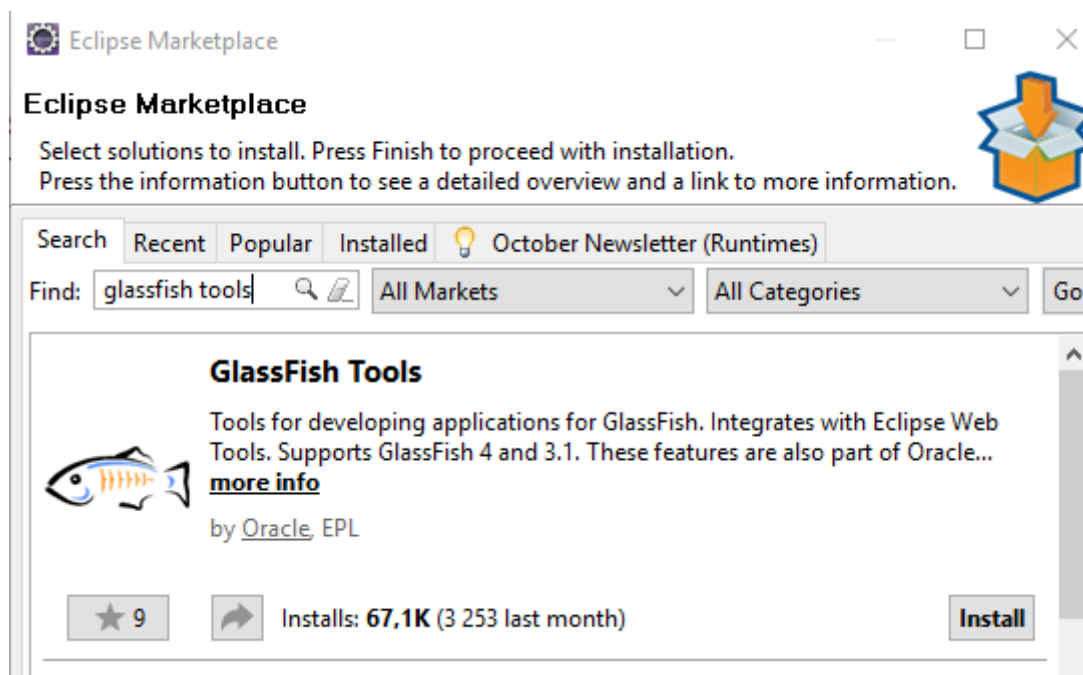 Eclipse Marketplace
Eclipse Marketplace
Select solutions to install. Press Finish to proceed with installation.
Press the information button to see a detailed overview and a link to more information.
Search Recent Popular Installed October Newsletter (Runtimes)
Find: glassfish tools All Markets All Categories Go
GlassFish Tools
Tools for developing applications for GlassFish. Integrates with Eclipse Web
Tools. Supports GlassFish 4 and 3.1. These features are also part of Oracle...
more info
by Oracle, EPL
9 Installs: 67,1K (3 253 last month) Install